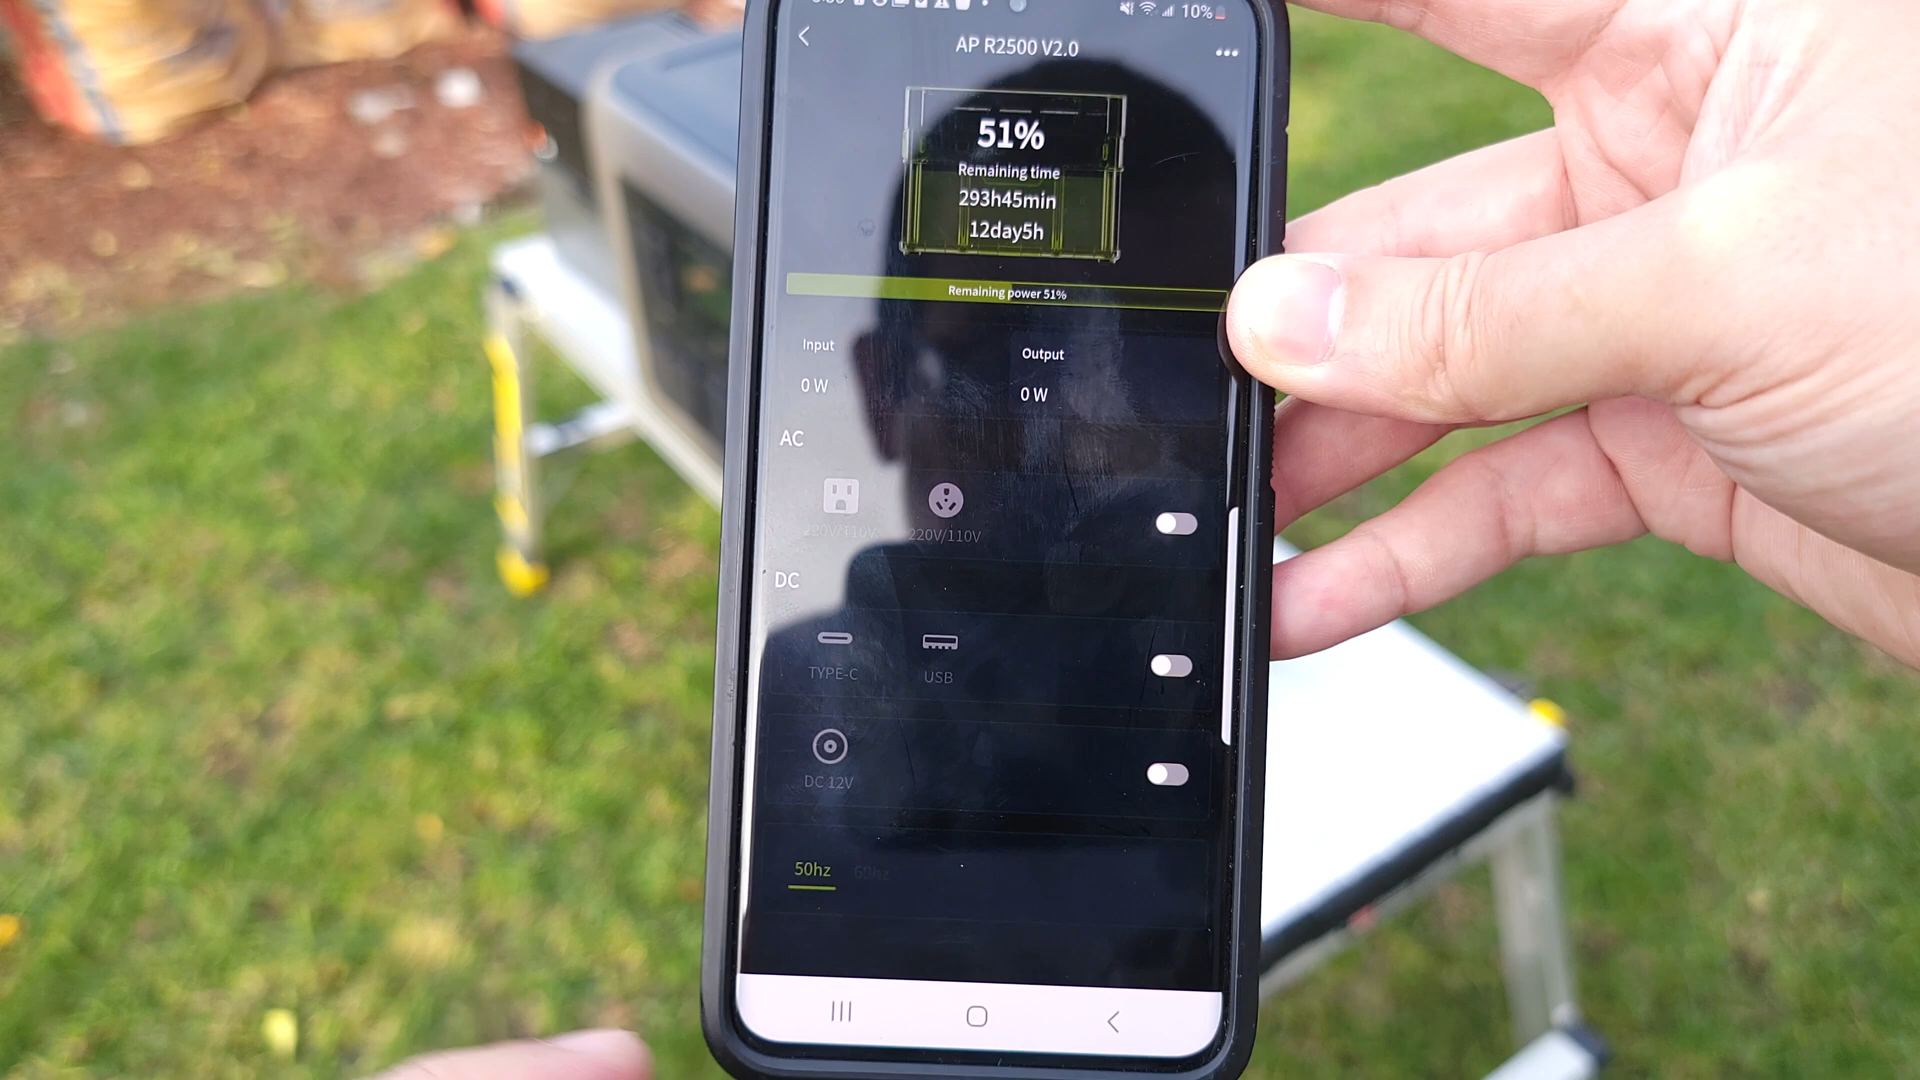 10%
AP R2500 V2.0
51%
Remaining time
293h45min
12day5h
Remaining power 51%
Input
Output
0 W
0 W
AC
220V/110V
220V/110V
DC
TYPE-C
USB
DC 12V
50hz
60hz